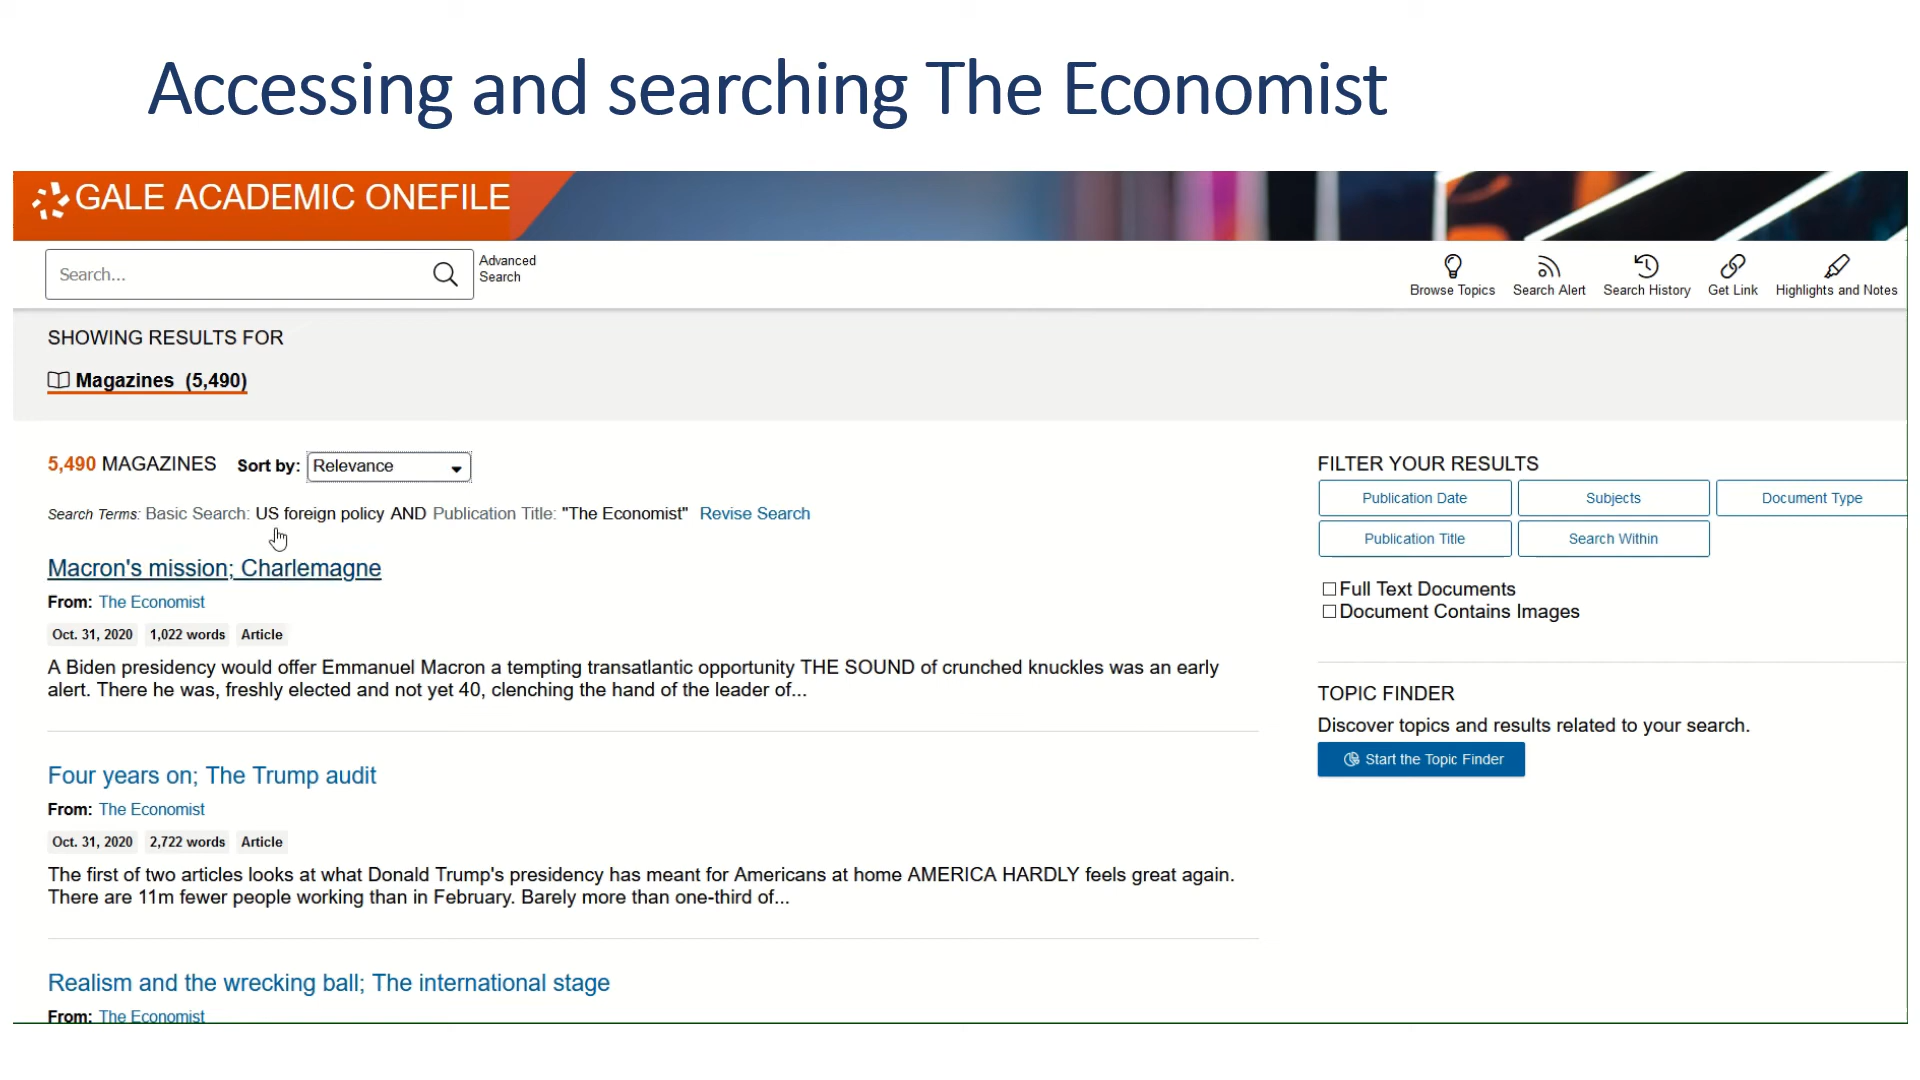 Accessing and searching The Economist
GALE ACADEMIC ONEFILE
Search...
Advanced
Search
Browse Topics
Search Alert
Search History
Get Link
Highlights and Notes
SHOWING RESULTS FOR
Magazines (5,490)
5,490 MAGAZINES Sort by: Relevance
Search Terms: Basic Search: US foreign policy AND Publication Title: "The Economist" Revise Search
Macron's mission; Charlemagne
From: The Economist
Oct. 31, 2020 1,022 words Article
A Biden presidency would offer Emmanuel Macron a tempting transatlantic opportunity THE SOUND of crunched knuckles was an early
alert. There he was, freshly elected and not yet 40, clenching the hand of the leader of...
Four years on; The Trump audit
From: The Economist
Oct. 31, 2020 2,722 words Article
The first of two articles looks at what Donald Trump's presidency has meant for Americans at home AMERICA HARDLY feels great again.
There are 11m fewer people working than in February. Barely more than one-third of...
Realism and the wrecking ball; The international stage
From: The Economist
FILTER YOUR RESULTS
Publication Date Subjects Document Type
Publication Title Search Within
Full Text Documents
Document Contains Images
TOPIC FINDER
Discover topics and results related to your search.
Start the Topic Finder